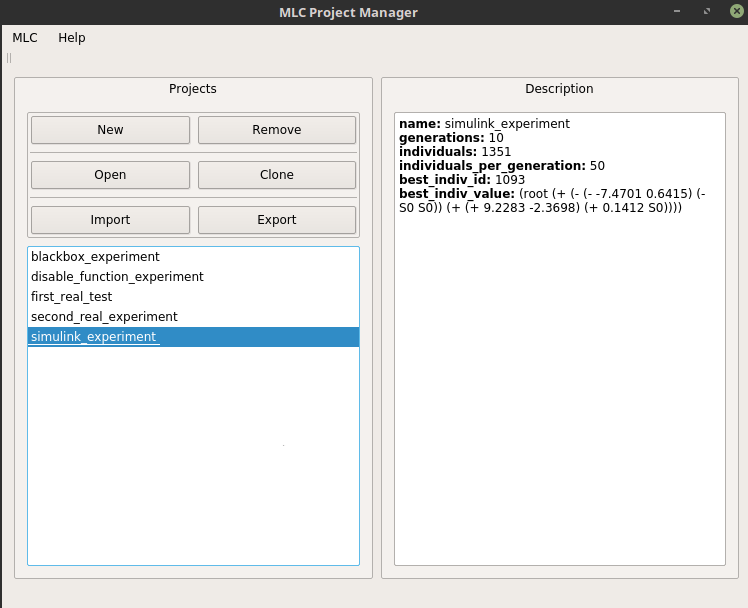 MLC Project Manager
MLC Help
Projects
New Remove
Open Clone
Import Export
blackbox_experiment
disable_function_experiment
first_real_test
second_real_experiment
simulink_experiment
Description
name: simulink_experiment
generations: 10
individuals: 1351
individuals_per_generation: 50
best_indiv_id: 1093
best_indiv_value: (root (+ (- (- -7.4701 0.6415) (-
S0 S0)) (+ (+ 9.2283 -2.3698) (+ 0.1412 S0))))